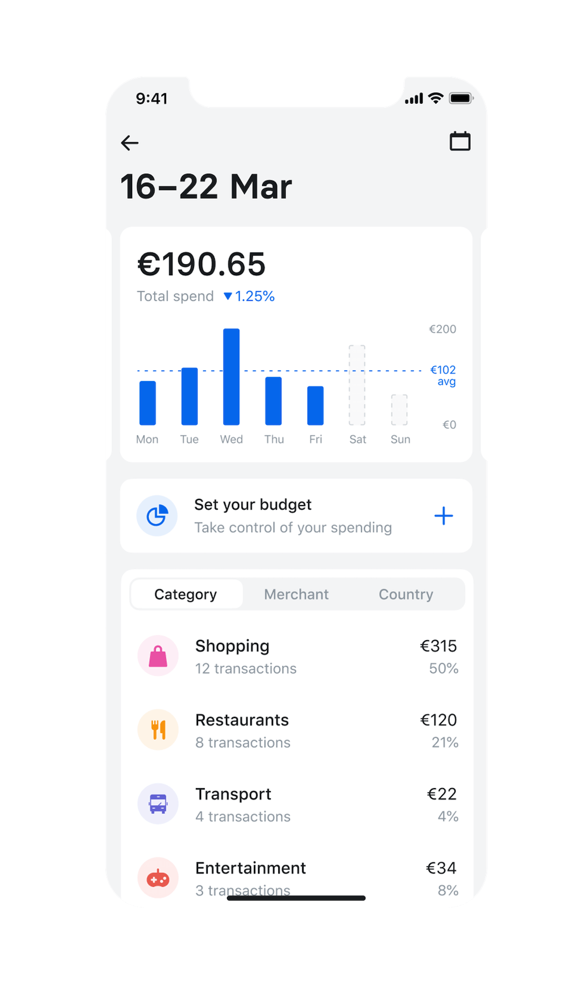 9:41
16–22 Mar
€190.65
Total spend ▼1.25%
€200
€102
avg
€0
Mon Tue Wed Thu Fri Sat Sun
Set your budget
Take control of your spending
Category Merchant Country
Shopping €315
12 transactions 50%
Restaurants €120
8 transactions 21%
Transport €22
4 transactions 4%
Entertainment €34
3 transactions 8%